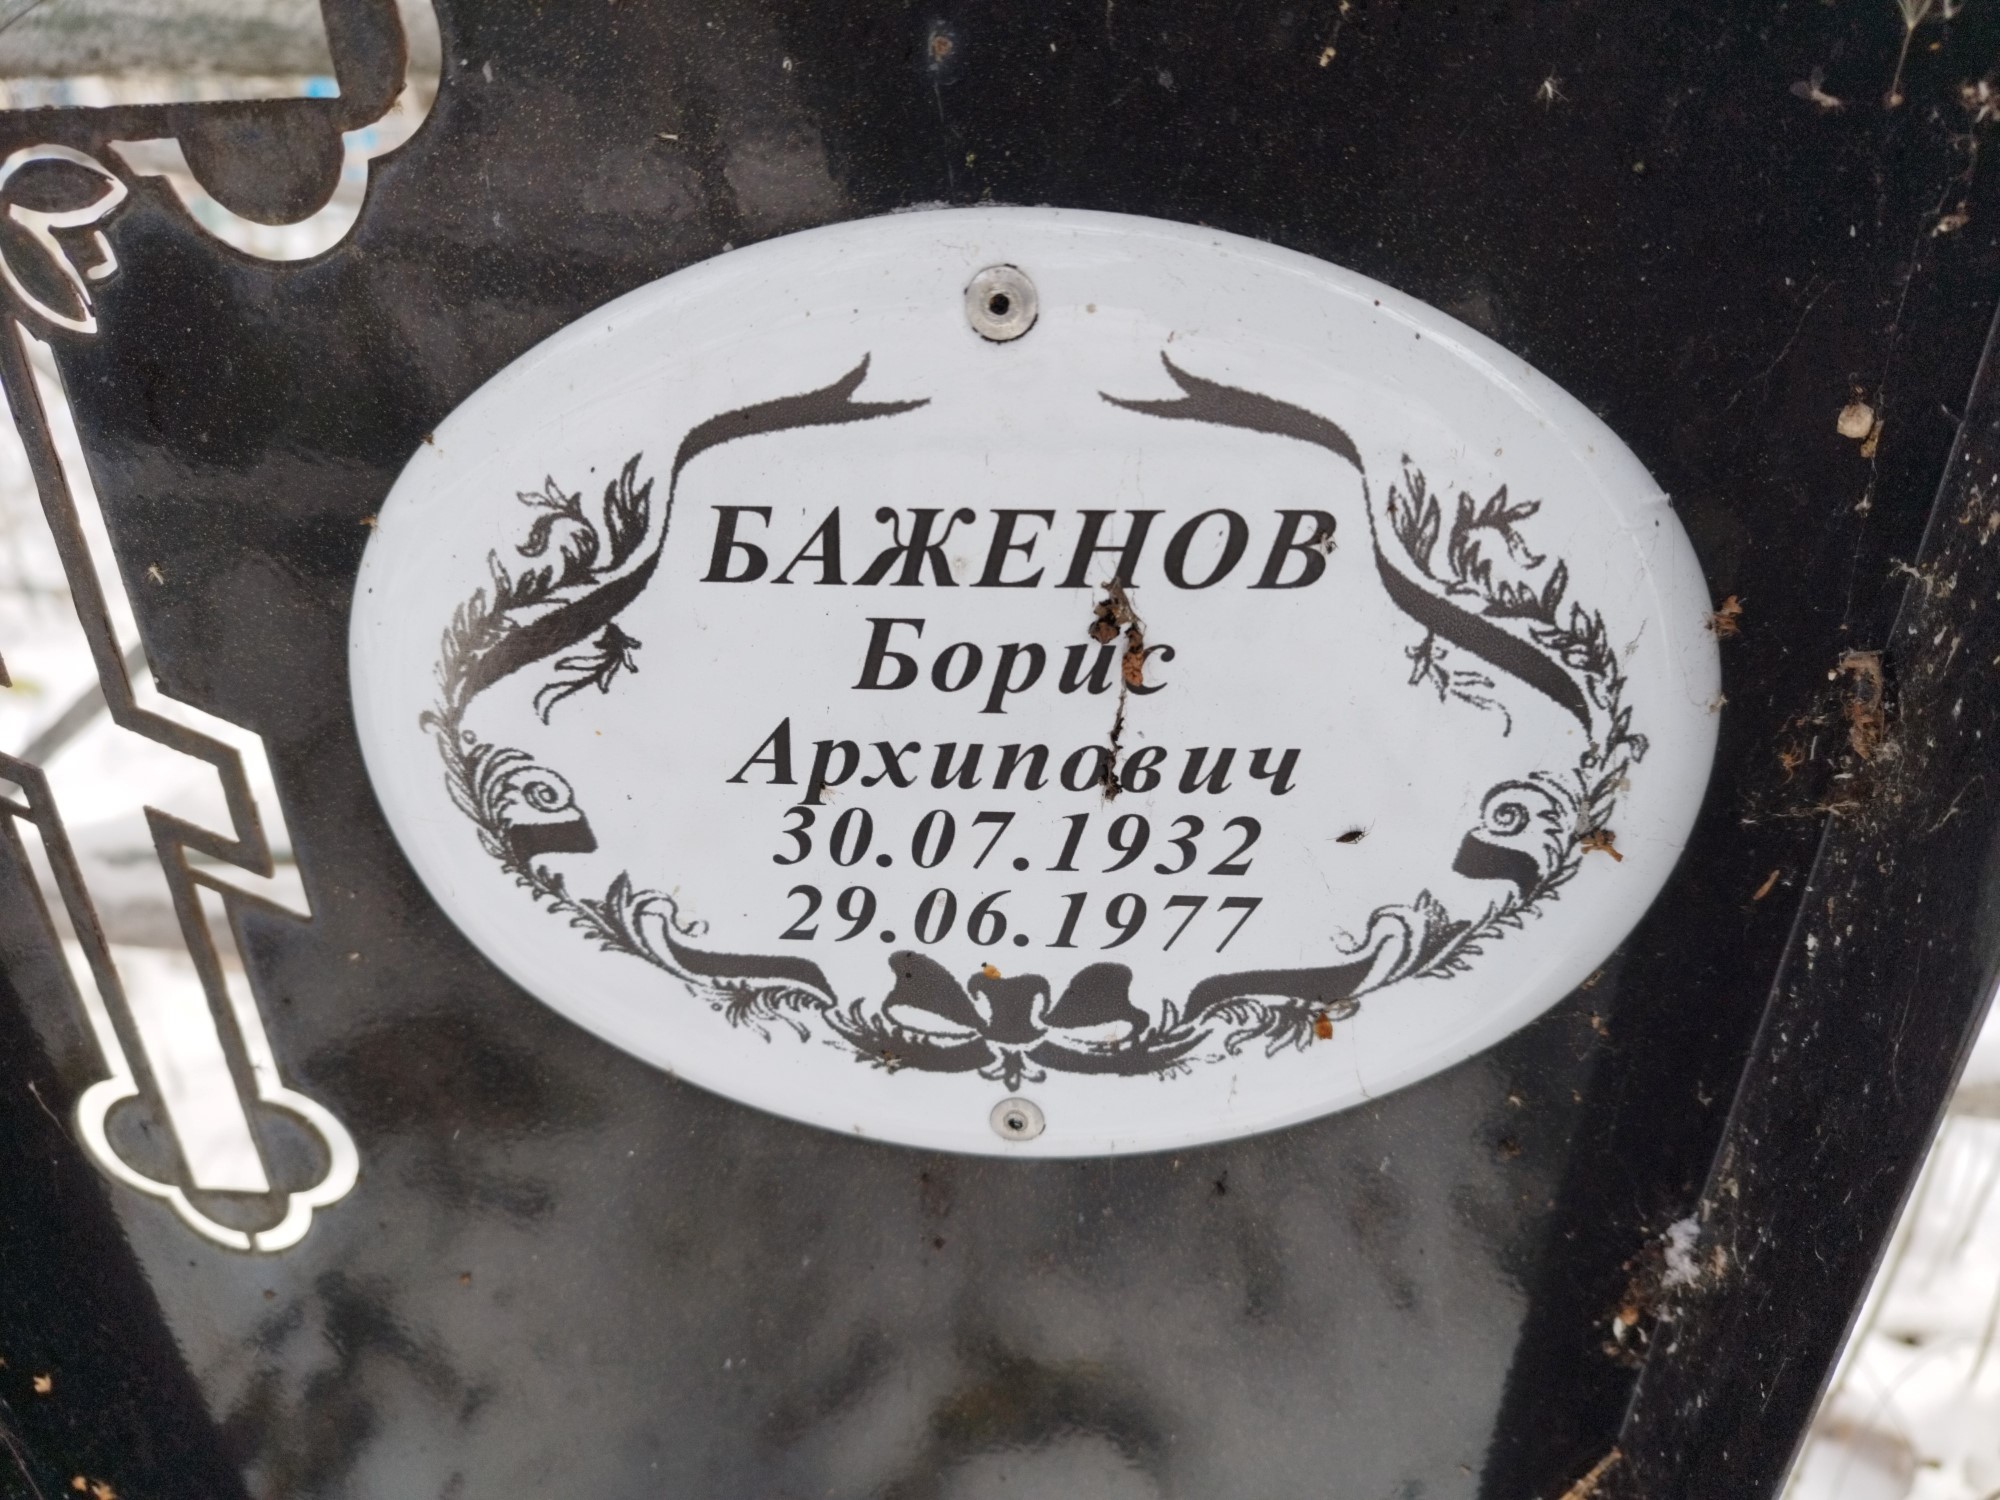 БАЖЕНОВ
Борис
Архипович
30.07.1932
29.06.1977